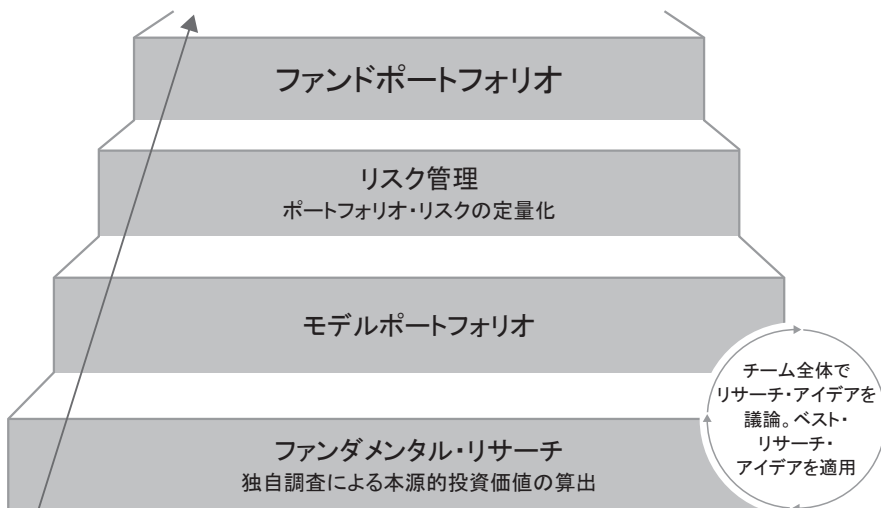 ファンドポートフォリオ
リスク管理
ポートフォリオ・リスクの定量化
モデルポートフォリオ
チーム全体で
リサーチ・アイデアを
議論。ベスト・
リサーチ・
アイデアを適用
ファンダメンタル・リサーチ
独自調査による本源的投資価値の算出